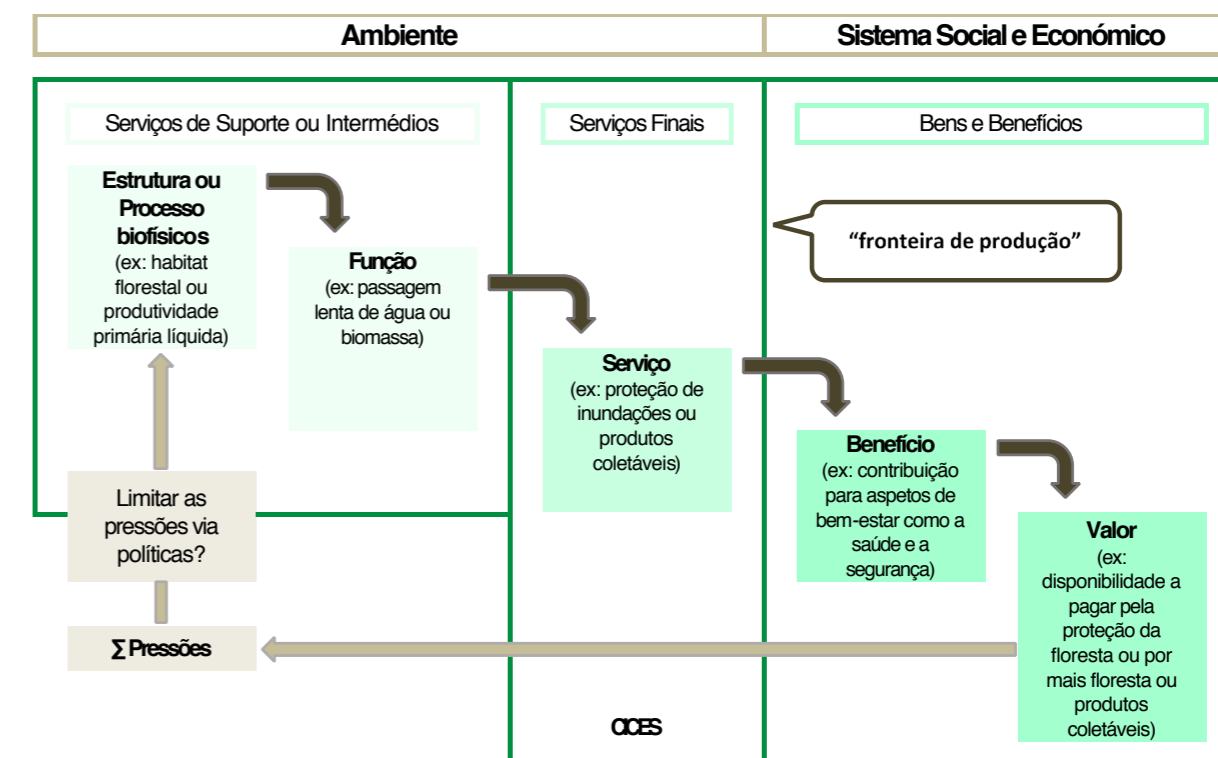 Ambiente
Sistema Social e Económico
Serviços de Suporte ou Intermédios
Serviços Finais
Bens e Benefícios
Estrutura ou
Processo
biofísicos
(ex: habitat
florestal ou
produtividade
primária líquida)
Função
(ex: passagem
lenta de água ou
biomassa)
"fronteira de produção"
Serviço
(ex: proteção de
inundações ou
produtos
coletáveis)
Benefício
(ex: contribuição
para aspetos de
bem-estar como a
saúde e a
segurança)
Valor
(ex:
disponibilidade a
pagar pela
proteção da
floresta ou por
mais floresta ou
produtos
coletáveis)
Limitar as
pressões via
políticas?
∑ Pressões
CICES